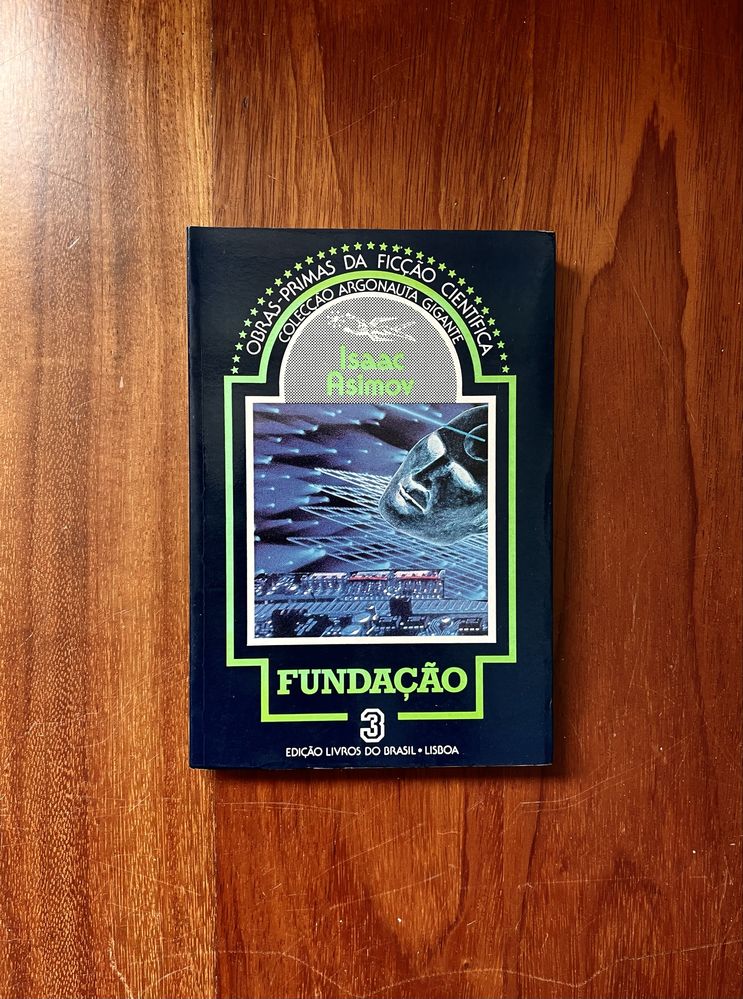 OBRAS-PRIMAS DA FICÇÃO CIENTÍFICA
COLECÇÃO ARGONAUTA GIGANTE
Isaac
Asimov
FUNDAÇÃO
3
EDIÇÃO LIVROS DO BRASIL • LISBOA